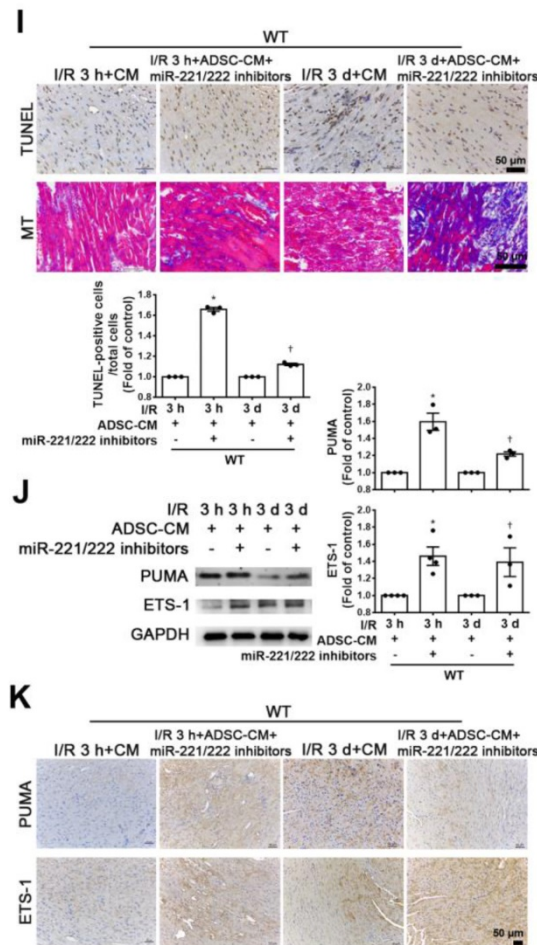 I
WT
I/R 3 h+CM
I/R 3 h+ADSC-CM+
miR-221/222 inhibitors
I/R 3 d+CM
I/R 3 d+ADSC-CM+
miR-221/222 inhibitors
TUNEL
50 μm
MT
50 μm
TUNEL-positive cells
/total cells
(Fold of control)
1.8
1.6
1.4
1.2
1.0
0.8
*
†
I/R 3 h 3 h 3 d 3 d
ADSC-CM + + + +
miR-221/222 inhibitors - + - +
WT
PUMA
(Fold of control)
2.0
1.8
1.6
1.4
1.2
1.0
0.8
*
†
J
I/R 3 h 3 h 3 d 3 d
ADSC-CM + + + +
miR-221/222 inhibitors - + - +
PUMA
ETS-1
GAPDH
ETS-1
(Fold of control)
2.0
1.8
1.6
1.4
1.2
1.0
0.8
*
†
I/R 3 h 3 h 3 d 3 d
ADSC-CM + + + +
miR-221/222 inhibitors - + - +
WT
K
WT
I/R 3 h+CM
I/R 3 h+ADSC-CM+
miR-221/222 inhibitors
I/R 3 d+CM
I/R 3 d+ADSC-CM+
miR-221/222 inhibitors
PUMA
ETS-1
50 μm